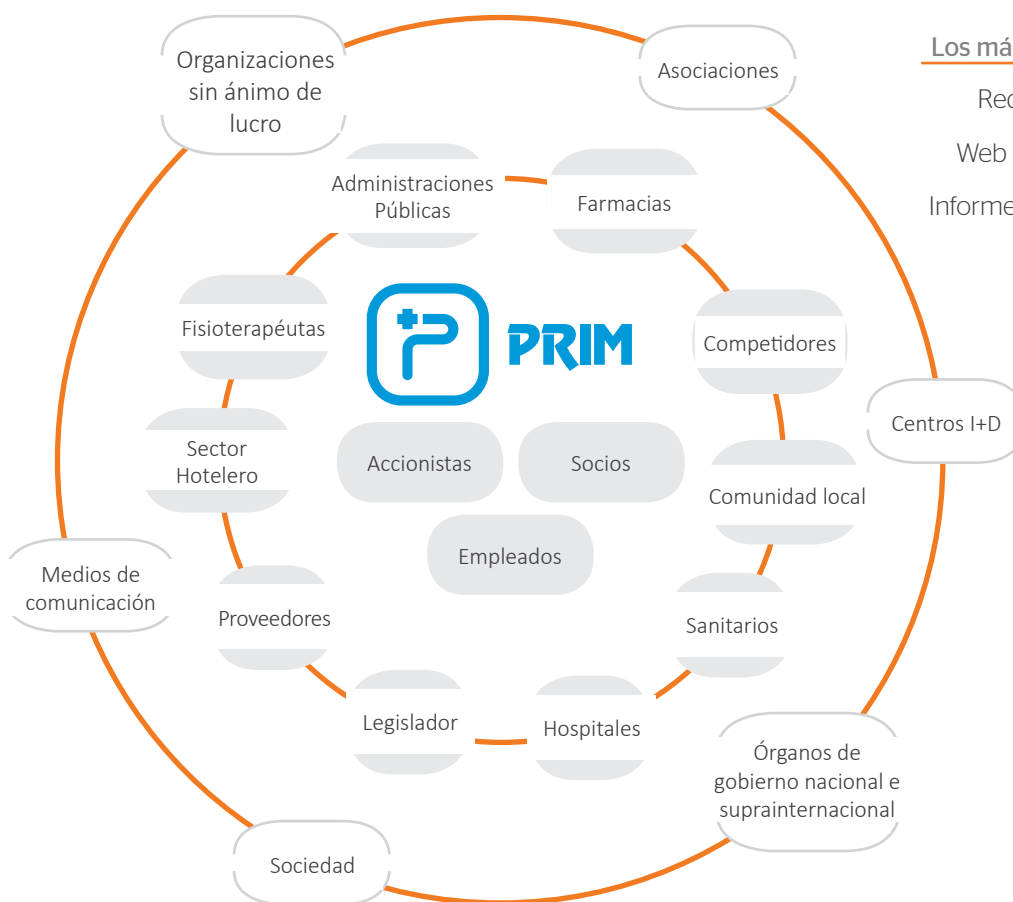 Organizaciones
sin ánimo de
lucro
Asociaciones
Los má
Web
Informe
Administraciones
Públicas
Farmacias
Fisioterapéutas
PRIM
Competidores
Centros I+D
Sector
Hotelero
Accionistas
Socios
Comunidad local
Empleados
Medios de
comunicación
Proveedores
Sanitarios
Legislador
Hospitales
Órganos de
gobierno nacional e
suprainternacional
Sociedad